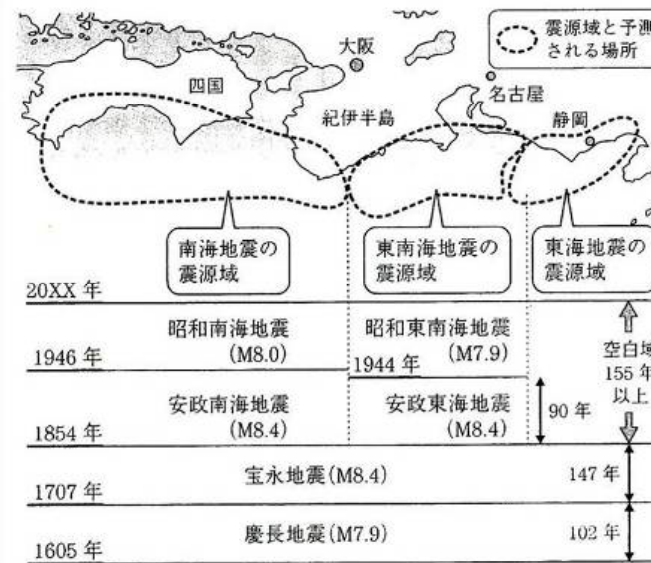 震源域と予測
される場所
大阪
四国
名古屋
紀伊半島
静岡
南海地震の
震源域
東南海地震の
震源域
東海地震の
震源域
20XX 年
昭和南海地震
(M8.0)
昭和東南海地震
(M7.9)
空白域
155 年
以上
1946 年
1944 年
安政南海地震
(M8.4)
安政東海地震
(M8.4)
90 年
1854 年
宝永地震(M8.4)
147 年
1707 年
慶長地震(M7.9)
102 年
1605 年